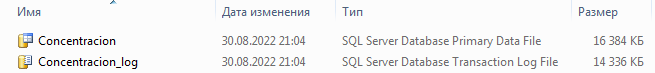 Имя Дата изменения Тип Размер
Concentracion 30.08.2022 21:04 SQL Server Database Primary Data File 16 384 КБ
Concentracion_log 30.08.2022 21:04 SQL Server Database Transaction Log File 14 336 КБ